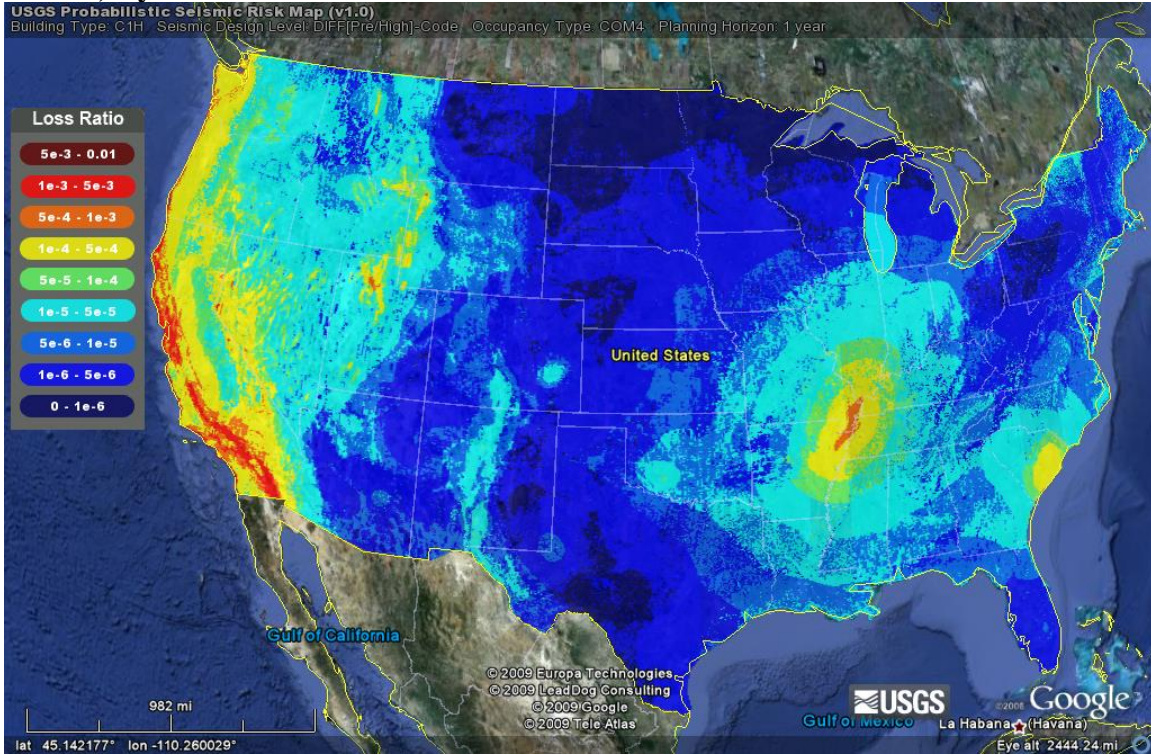 USGS Probabilistic Seismic Risk Map (v1.0)
Building Type: C1H Seismic Design Level: DIFF[Pre/High]-Code Occupancy Type: COM4 Planning Horizon: 1 year
Loss Ratio
5e-3 - 0.01
1e-3 - 5e-3
5e-4 - 1e-3
1e-4 - 5e-4
5e-5 - 1e-4
1e-5 - 5e-5
5e-6 - 1e-5
1e-6 - 5e-6
0 - 1e-6
United States
Gulf of California
© 2009 Europa Technologies
© 2009 LeadDog Consulting
© 2009 Google
© 2009 Tele Atlas
USGS
©2008 Google
Gulf of Mexico
La Habana (Havana)
982 mi
lat 45.142177° lon -110.260029°
Eye alt 2444.24 mi